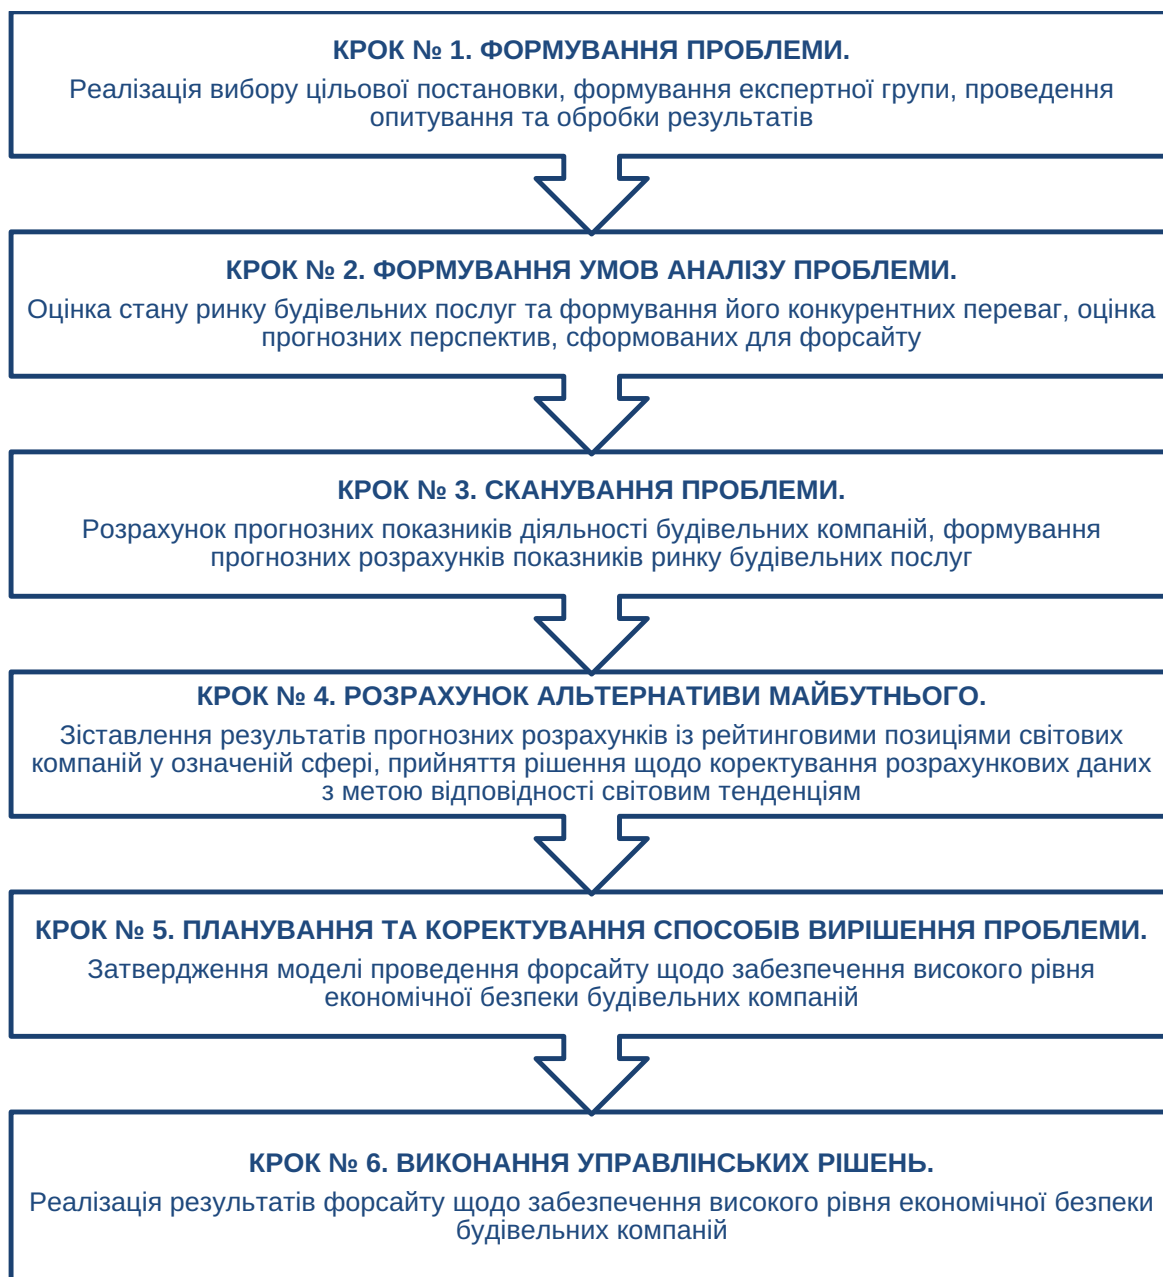 КРОК № 1. ФОРМУВАННЯ ПРОБЛЕМИ.
Реалізація вибору цільової постановки, формування експертної групи, проведення
опитування та обробки результатів
КРОК № 2. ФОРМУВАННЯ УМОВ АНАЛІЗУ ПРОБЛЕМИ.
Оцінка стану ринку будівельних послуг та формування його конкурентних переваг, оцінка
прогнозних перспектив, сформованих для форсайту
КРОК № 3. СКАНУВАННЯ ПРОБЛЕМИ.
Розрахунок прогнозних показників діяльності будівельних компаній, формування
прогнозних розрахунків показників ринку будівельних послуг
КРОК № 4. РОЗРАХУНОК АЛЬТЕРНАТИВИ МАЙБУТНЬОГО.
Зіставлення результатів прогнозних розрахунків із рейтинговими позиціями світових
компаній у означеній сфері, прийняття рішення щодо коректування розрахункових даних
з метою відповідності світовим тенденціям
КРОК № 5. ПЛАНУВАННЯ ТА КОРЕКТУВАННЯ СПОСОБІВ ВИРІШЕННЯ ПРОБЛЕМИ.
Затвердження моделі проведення форсайту щодо забезпечення високого рівня
економічної безпеки будівельних компаній
КРОК № 6. ВИКОНАННЯ УПРАВЛІНСЬКИХ РІШЕНЬ.
Реалізація результатів форсайту щодо забезпечення високого рівня економічної безпеки
будівельних компаній